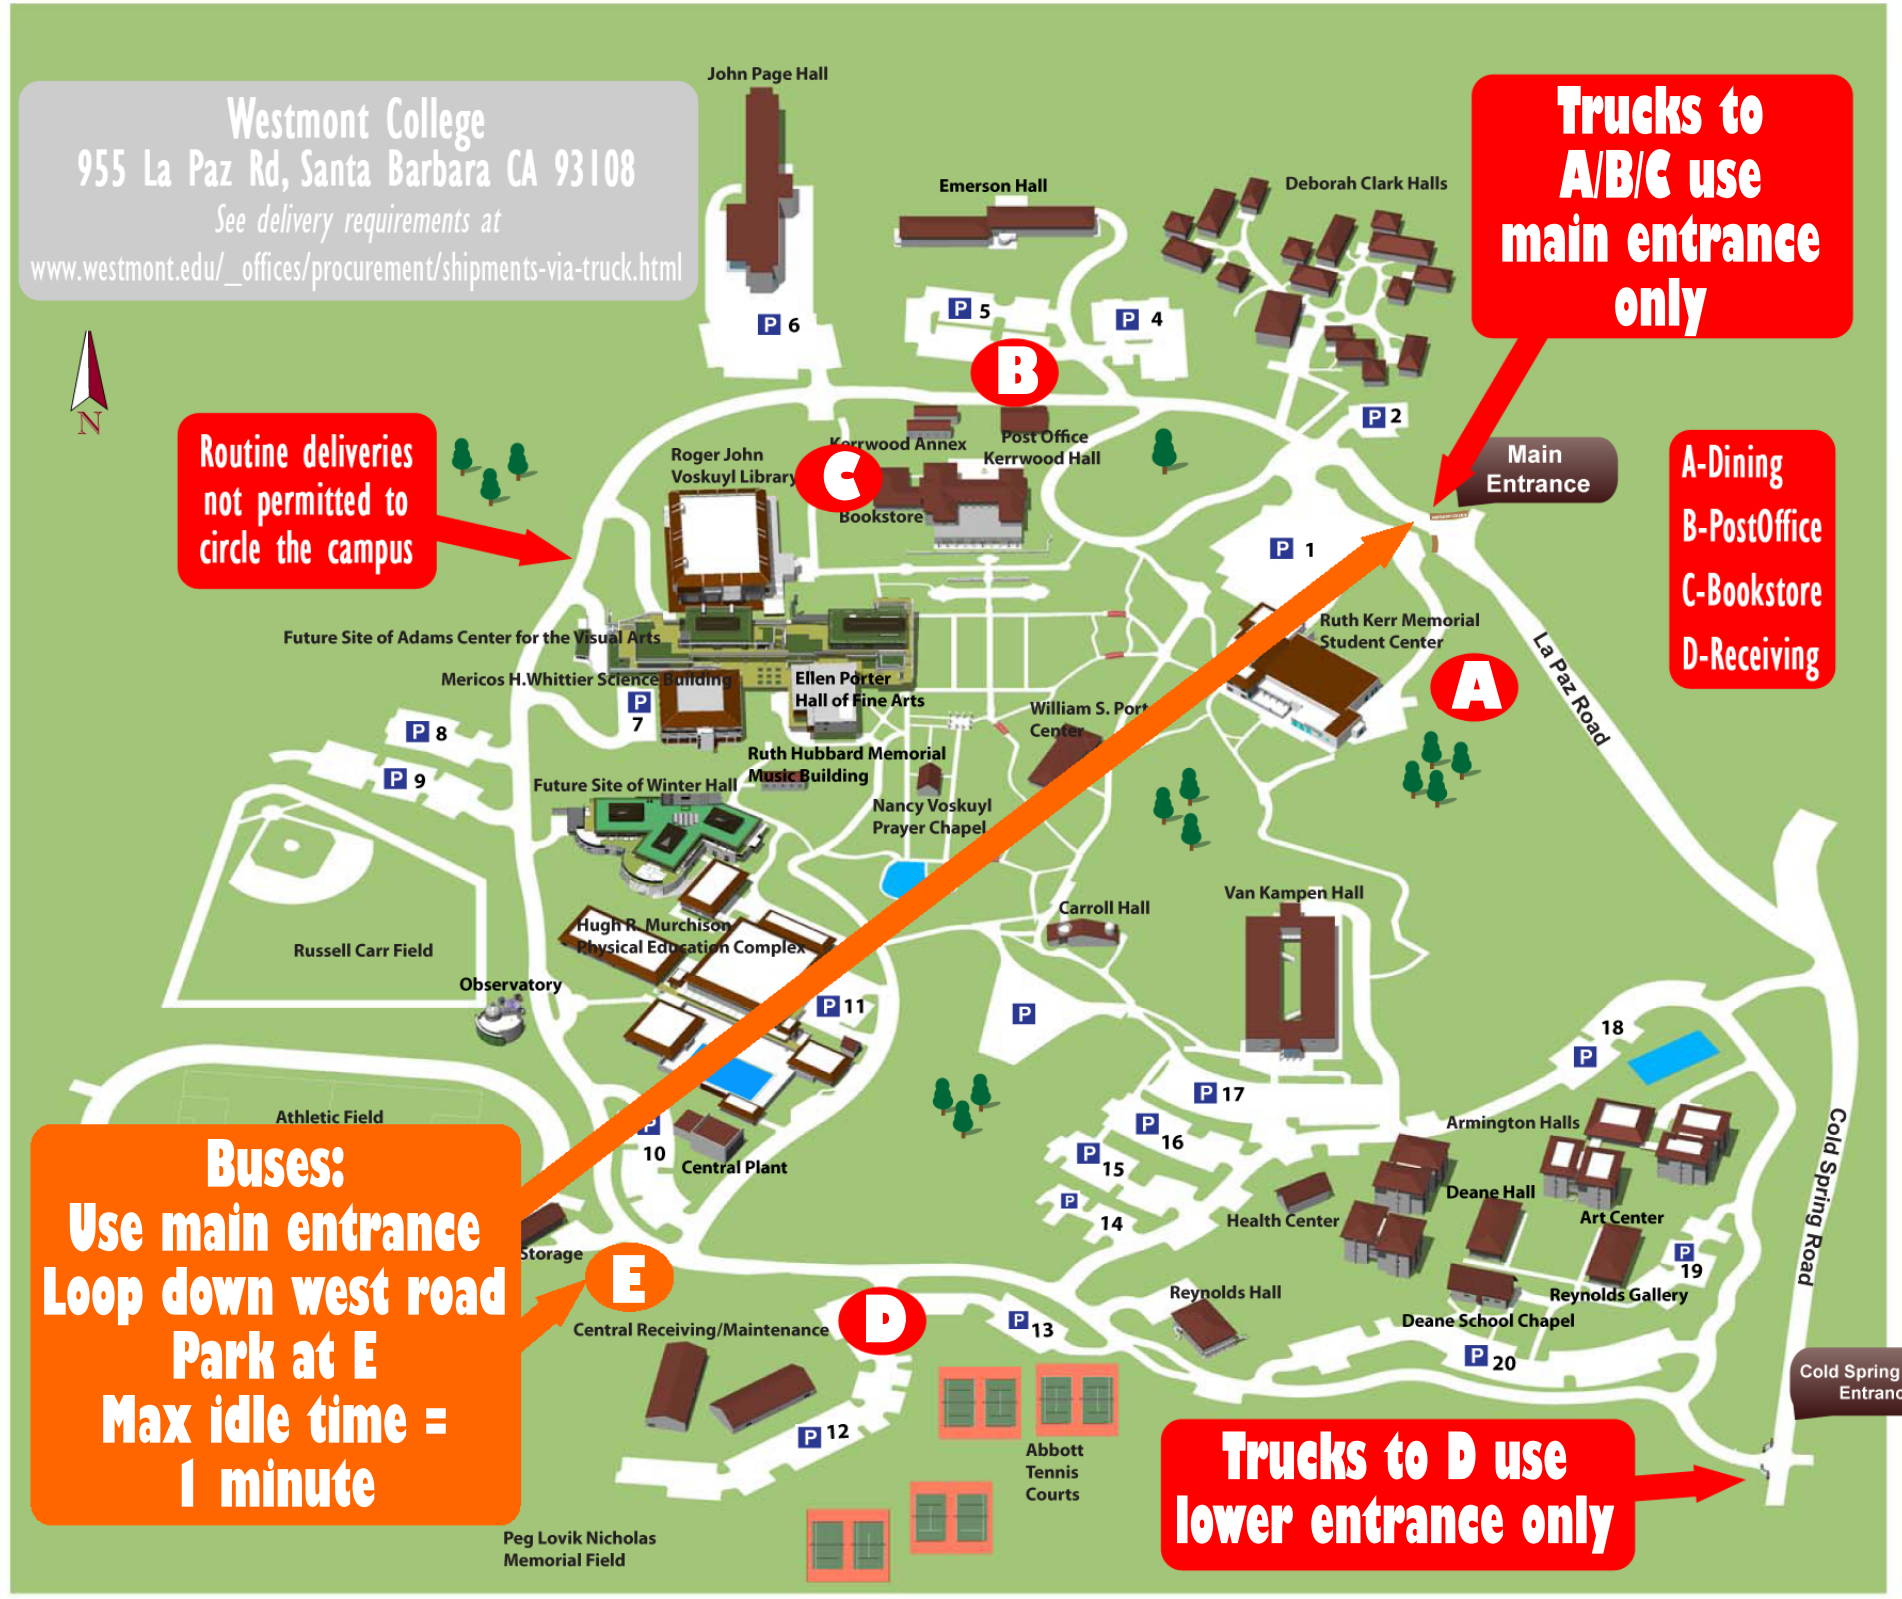 John Page Hall
Westmont College
955 La Paz Rd, Santa Barbara CA 93108
See delivery requirements at
www.westmont.edu/_offices/procurement/shipments-via-truck.html
Trucks to
A/B/C use
main entrance
only
Emerson Hall
Deborah Clark Halls
P 6
P 5
P 4
B
P 2
N
Routine deliveries
not permitted to
circle the campus
Roger John
Voskuyl Library
Kerrwood Annex
Post Office
Kerrwood Hall
C
Bookstore
Main
Entrance
A-Dining
B-PostOffice
C-Bookstore
D-Receiving
P 1
Future Site of Adams Center for the Visual Arts
Ruth Kerr Memorial
Student Center
A
La Paz Road
Mericos H.Whittier Science Building
Ellen Porter
Hall of Fine Arts
P
7
William S. Port
Center
P 8
P 9
Ruth Hubbard Memorial
Music Building
Future Site of Winter Hall
Nancy Voskuyl
Prayer Chapel
Van Kampen Hall
Carroll Hall
Hugh R. Murchison
Physical Education Complex
Russell Carr Field
Observatory
P 11
P
18
P
P 17
Athletic Field
P
10
P
16
P
15
P
14
Armington Halls
Cold Spring Road
Central Plant
Deane Hall
Art Center
Health Center
Buses:
Use main entrance
Loop down west road
Park at E
Max idle time =
1 minute
Storage
E
P
19
Reynolds Hall
Reynolds Gallery
Deane School Chapel
Central Receiving/Maintenance
D
P 13
P 20
Cold Spring
Entranc
P 12
Abbott
Tennis
Courts
Trucks to D use
lower entrance only
Peg Lovik Nicholas
Memorial Field